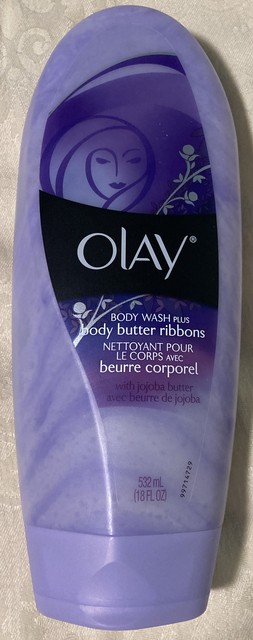 OLAY®
BODY WASH PLUS
body butter ribbons
NETTOYANT POUR
LE CORPS AVEC
beurre corporel
with jojoba butter
avec beurre de jojoba
532 mL
(18 FL OZ)
99714729